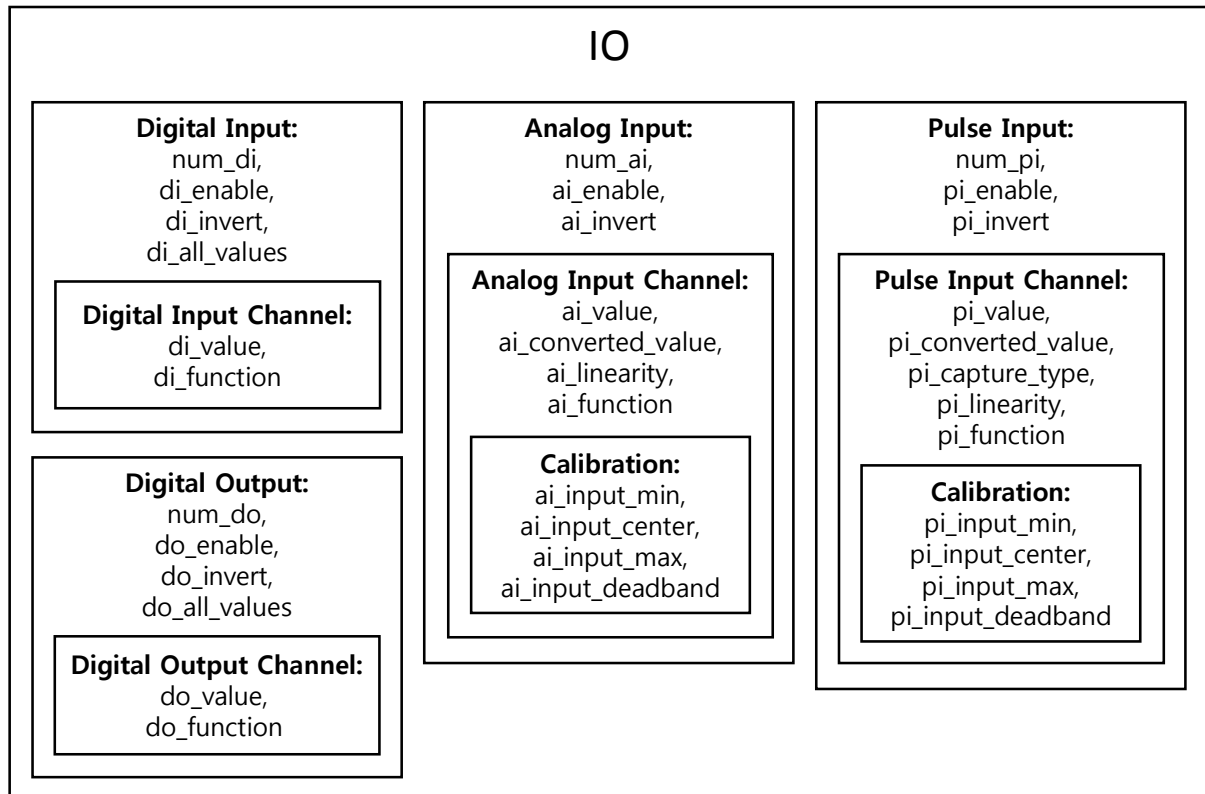 IO
Digital Input:
num_di,
di_enable,
di_invert,
di_all_values
Digital Input Channel:
di_value,
di_function
Digital Output:
num_do,
do_enable,
do_invert,
do_all_values
Digital Output Channel:
do_value,
do_function
Analog Input:
num_ai,
ai_enable,
ai_invert
Analog Input Channel:
ai_value,
ai_converted_value,
ai_linearity,
ai_function
Calibration:
ai_input_min,
ai_input_center,
ai_input_max,
ai_input_deadband
Pulse Input:
num_pi,
pi_enable,
pi_invert
Pulse Input Channel:
pi_value,
pi_converted_value,
pi_capture_type,
pi_linearity,
pi_function
Calibration:
pi_input_min,
pi_input_center,
pi_input_max,
pi_input_deadband